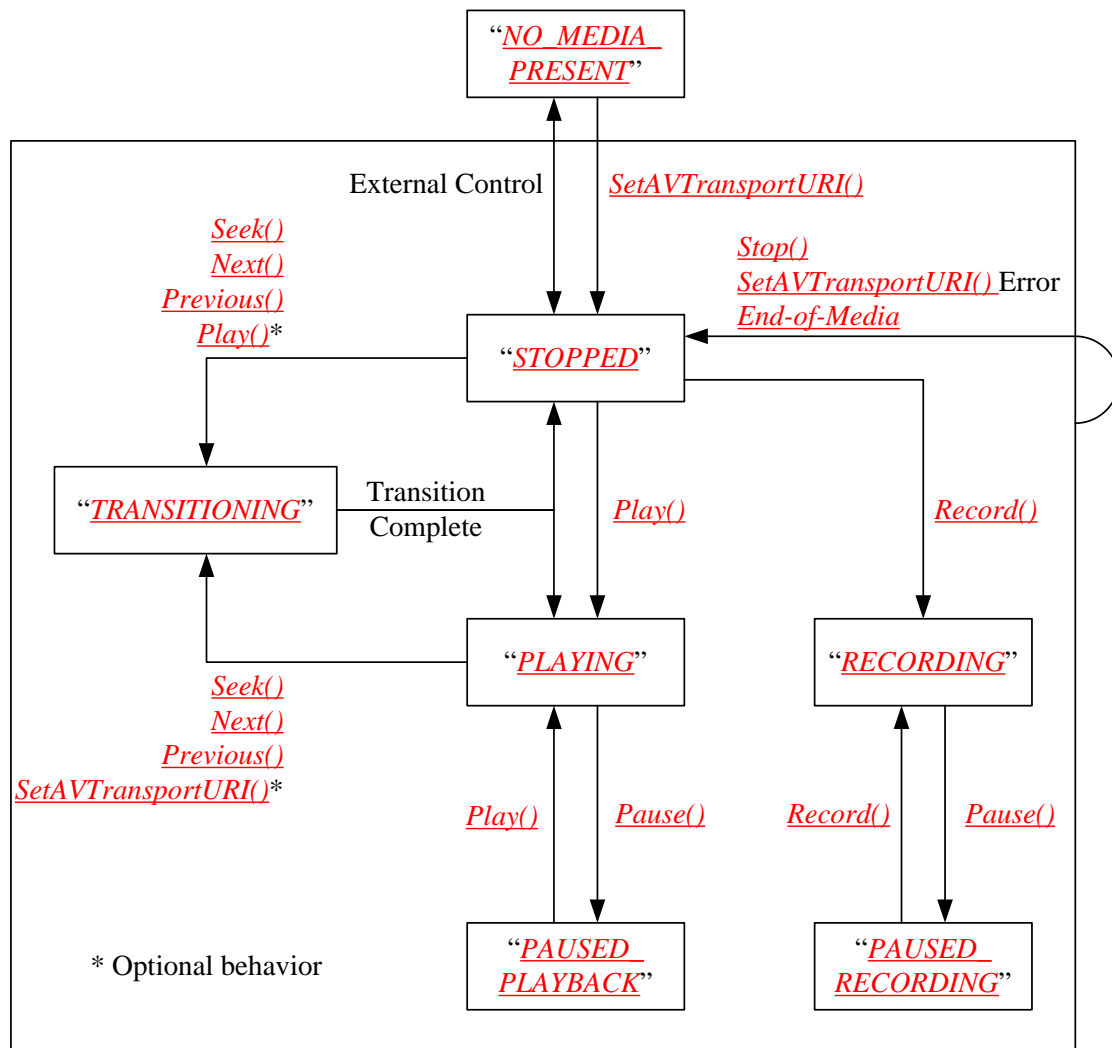 “NO_MEDIA_
PRESENT”
External Control
SetAVTransportURI()
Seek()
Next()
Previous()
Play()*
Stop()
SetAVTransportURI() Error
End-of-Media
“STOPPED”
“TRANSITIONING”
Transition
Complete
Play()
Record()
“PLAYING”
“RECORDING”
Seek()
Next()
Previous()
SetAVTransportURI()*
Play()
Pause()
Record()
Pause()
* Optional behavior
“PAUSED_
PLAYBACK”
“PAUSED_
RECORDING”